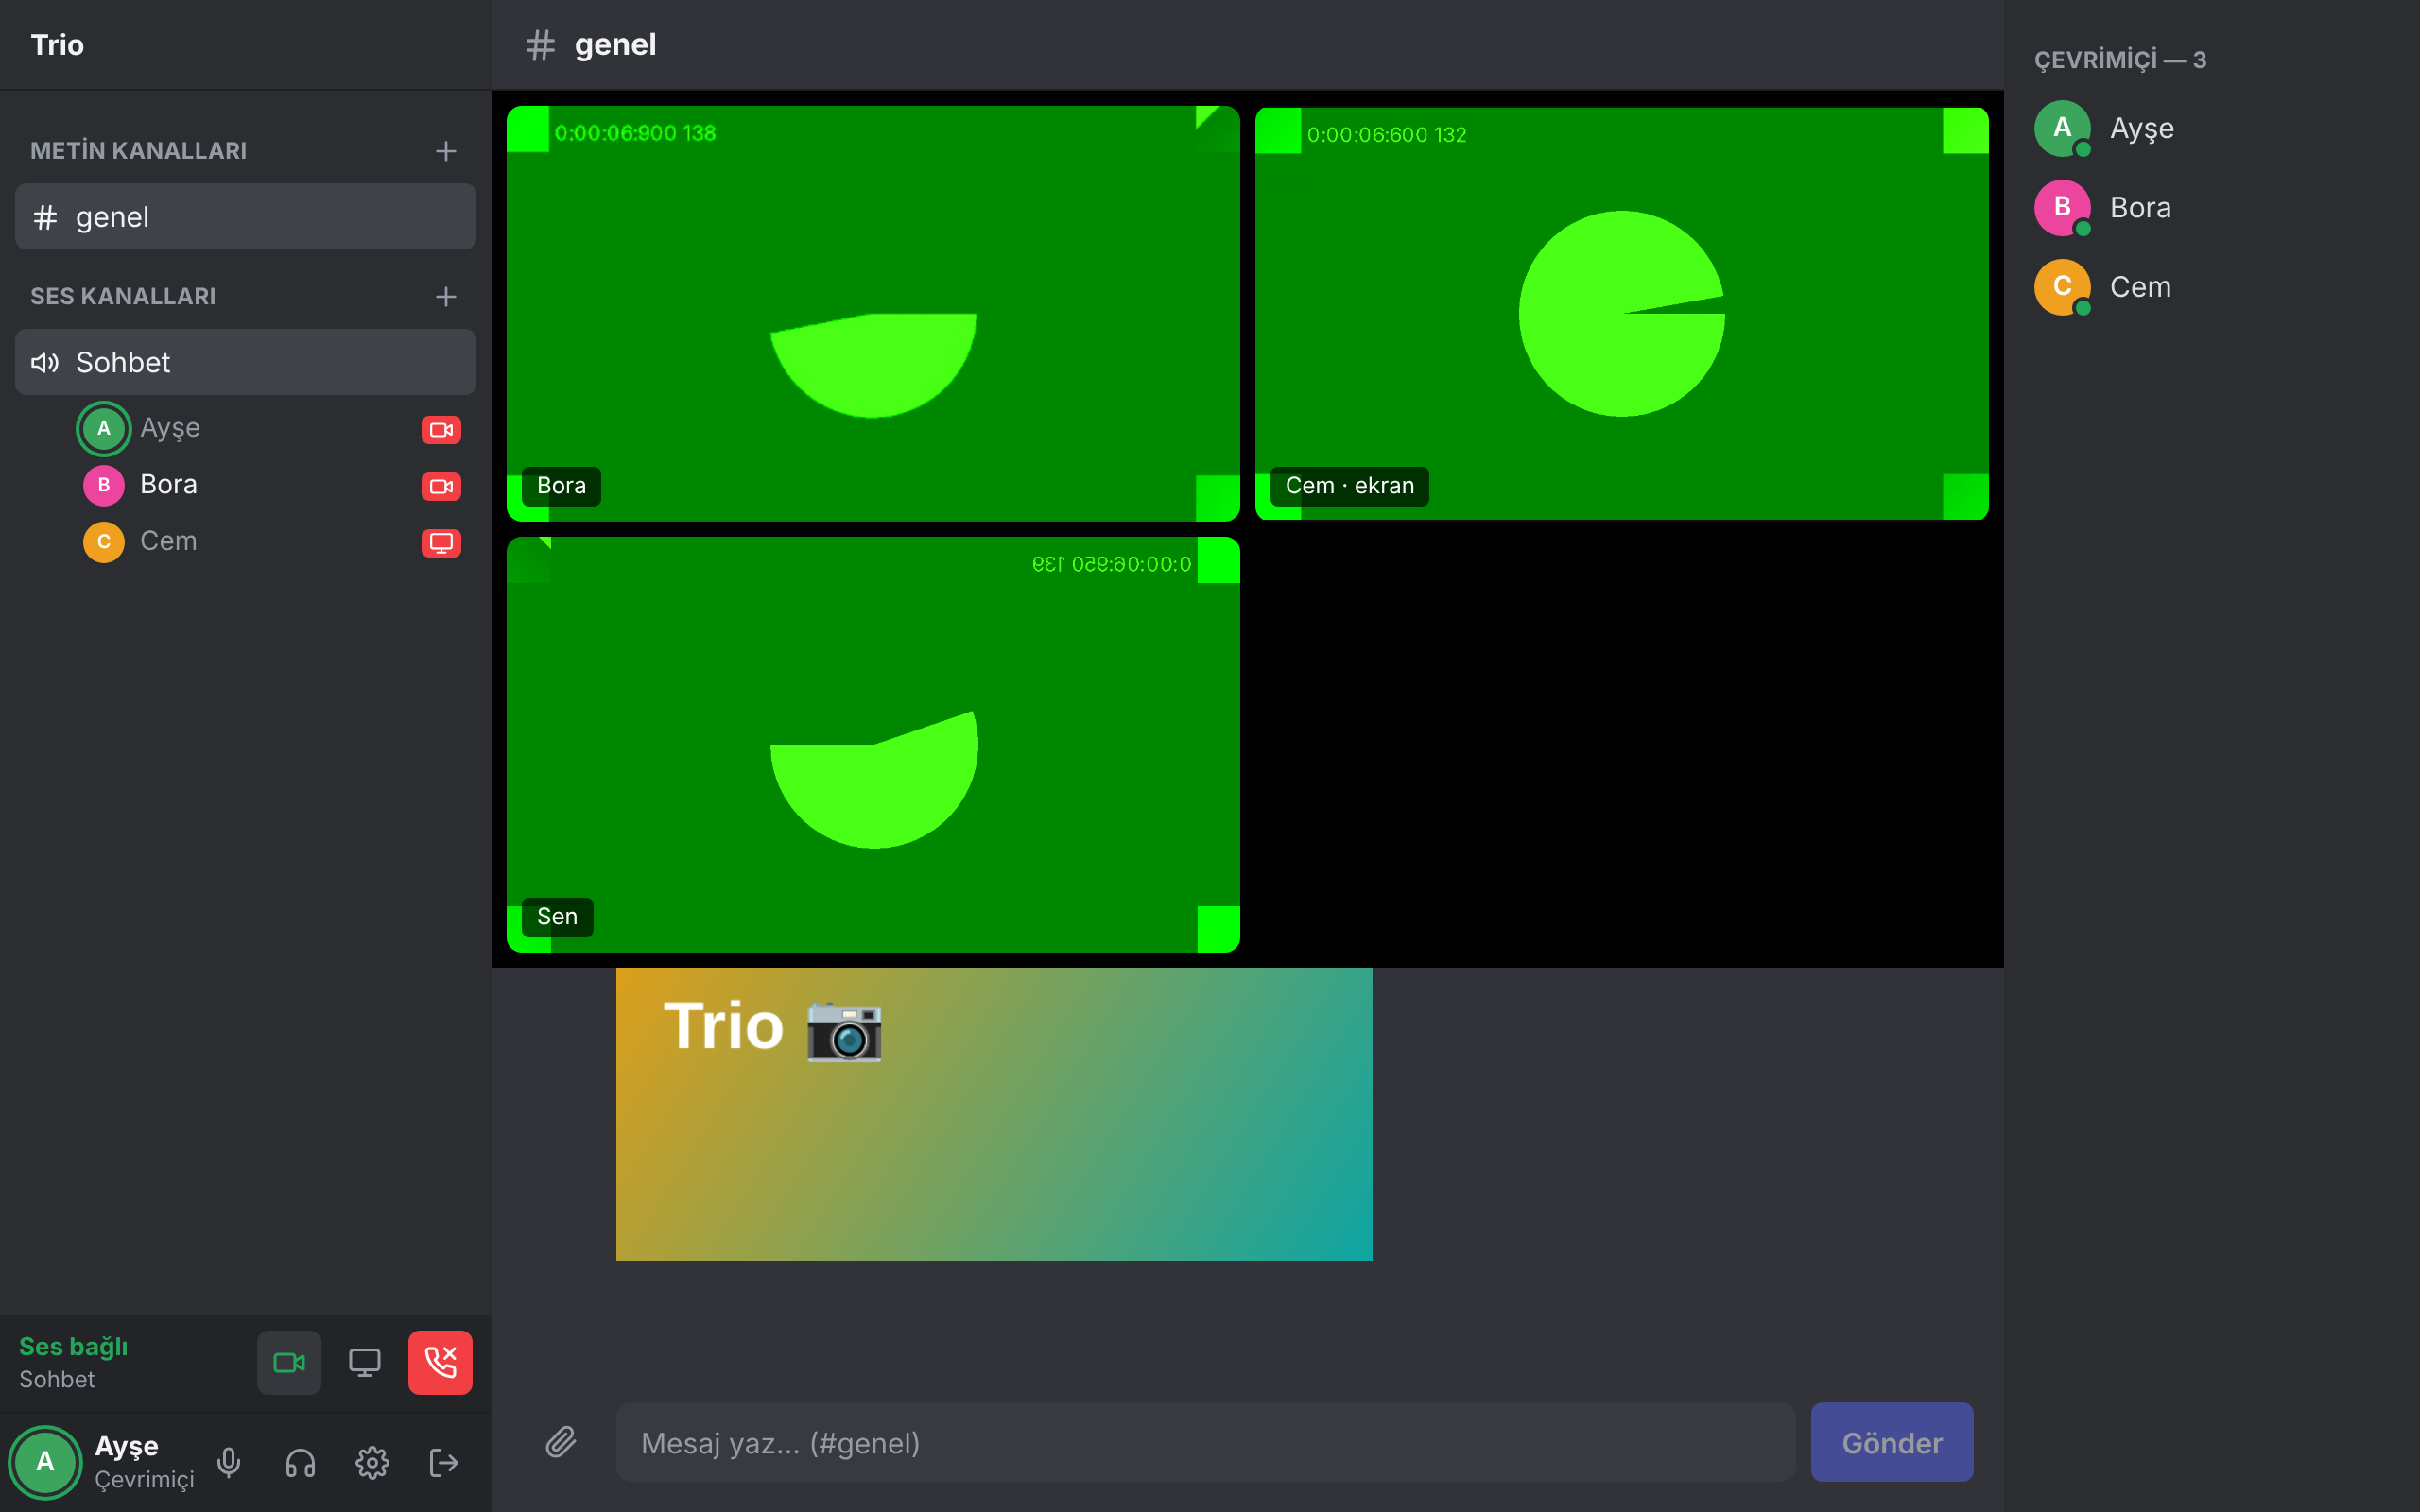 Trio
METİN KANALLARI
genel
SES KANALLARI
Sohbet
A Ayşe
B Bora
C Cem
Ses bağlı
Sohbet
A
Ayşe
Çevrimiçi
# genel
0:00:06:900 138
Bora
0:00:06:600 132
Cem · ekran
0:00:06:950 139
Sen
Trio
Mesaj yaz... (#genel)
Gönder
ÇEVRİMİÇİ — 3
A Ayşe
B Bora
C Cem